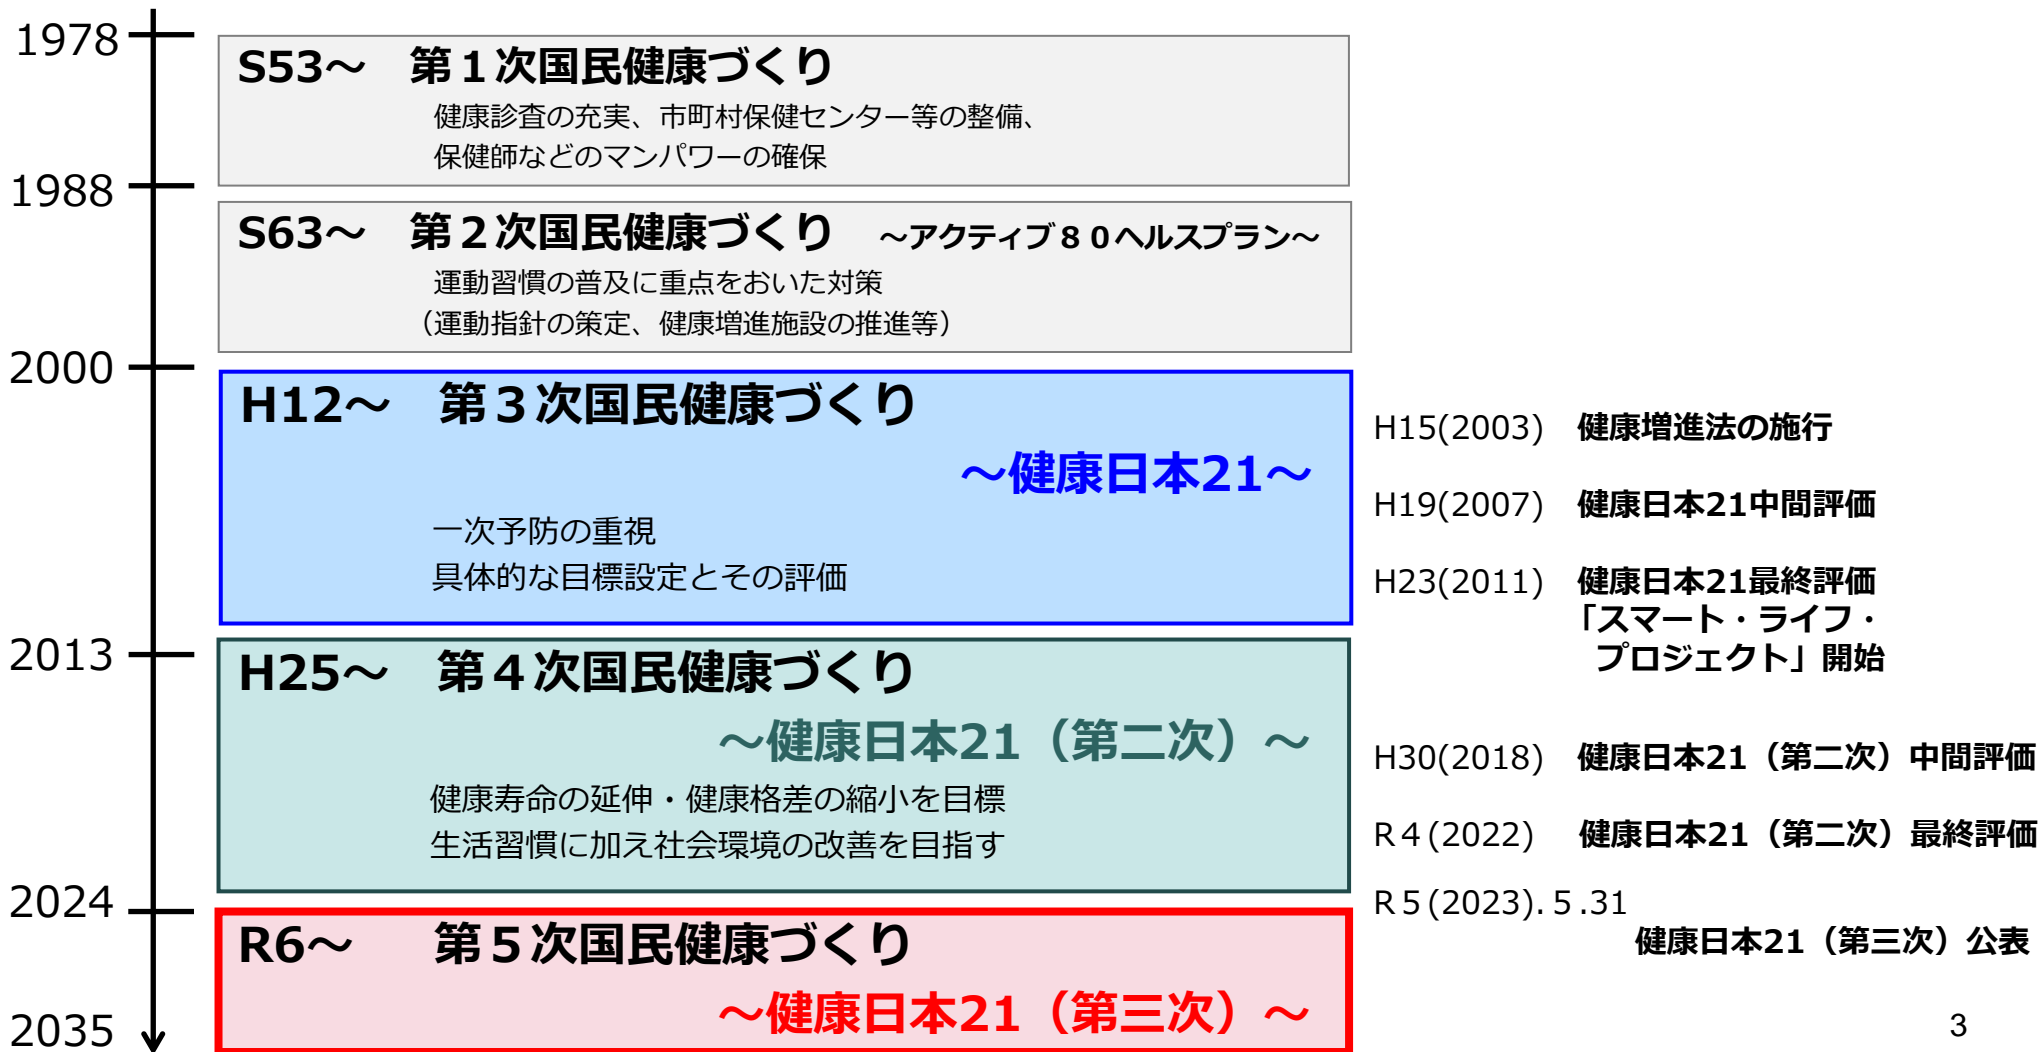 1978
S53～　第１次国民健康づくり
健康診査の充実、市町村保健センター等の整備、
保健師などのマンパワーの確保
1988
S63～　第２次国民健康づくり　～アクティブ８０ヘルスプラン～
運動習慣の普及に重点をおいた対策
（運動指針の策定、健康増進施設の推進等）
2000
H12～　第３次国民健康づくり
～健康日本21～
一次予防の重視
具体的な目標設定とその評価
H15(2003)　健康増進法の施行
H19(2007)　健康日本21中間評価
H23(2011)　健康日本21最終評価
「スマート・ライフ・
プロジェクト」開始
2013
H25～　第４次国民健康づくり
～健康日本21（第二次）～
健康寿命の延伸・健康格差の縮小を目標
生活習慣に加え社会環境の改善を目指す
H30(2018)　健康日本21（第二次）中間評価
R４(2022)　健康日本21（第二次）最終評価
2024
R５(2023).５.31
健康日本21（第三次）公表
R6～　第５次国民健康づくり
～健康日本21（第三次）～
2035
3